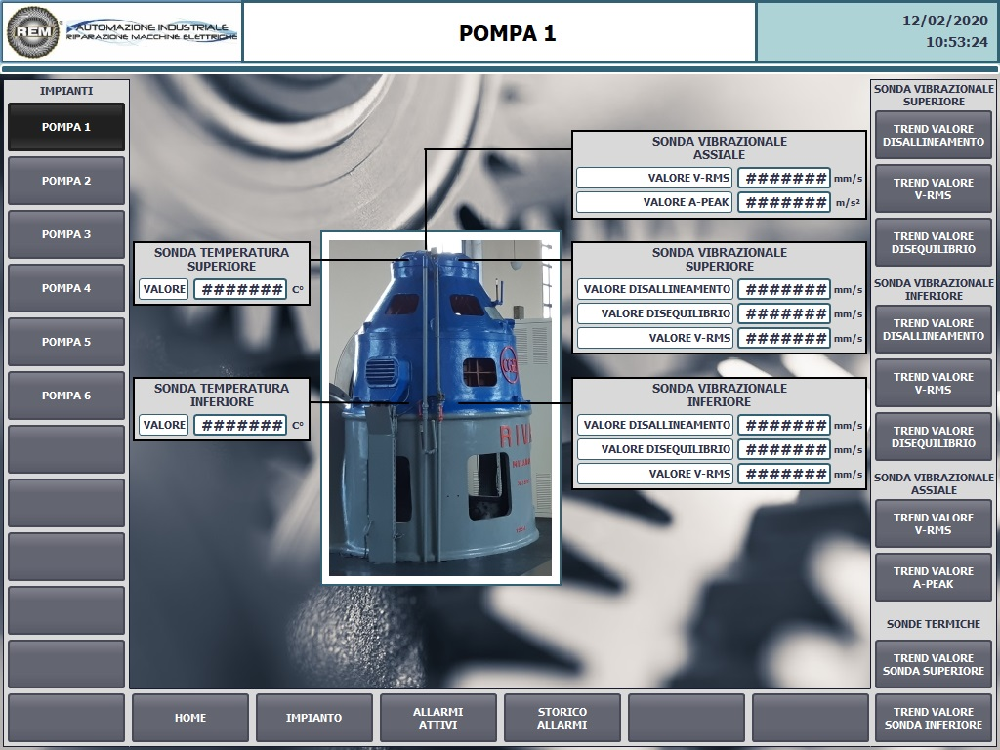 REM
AUTOMAZIONE INDUSTRIALE
RIPARAZIONE MACCHINE ELETTRICHE
POMPA 1
12/02/2020
10:53:24
IMPIANTI
POMPA 1
POMPA 2
POMPA 3
POMPA 4
POMPA 5
POMPA 6
SONDA TEMPERATURA
SUPERIORE
VALORE ####### C°
SONDA TEMPERATURA
INFERIORE
VALORE ####### C°
SONDA VIBRAZIONALE
ASSIALE
VALORE V-RMS ####### mm/s
VALORE A-PEAK ####### m/s²
SONDA VIBRAZIONALE
SUPERIORE
VALORE DISALLINEAMENTO ####### mm/s
VALORE DISEQUILIBRIO ####### mm/s
VALORE V-RMS ####### mm/s
SONDA VIBRAZIONALE
INFERIORE
VALORE DISALLINEAMENTO ####### mm/s
VALORE DISEQUILIBRIO ####### mm/s
VALORE V-RMS ####### mm/s
SONDA VIBRAZIONALE
SUPERIORE
TREND VALORE
DISALLINEAMENTO
TREND VALORE
V-RMS
TREND VALORE
DISEQUILIBRIO
SONDA VIBRAZIONALE
INFERIORE
TREND VALORE
DISALLINEAMENTO
TREND VALORE
V-RMS
TREND VALORE
DISEQUILIBRIO
SONDA VIBRAZIONALE
ASSIALE
TREND VALORE
V-RMS
TREND VALORE
A-PEAK
SONDE TERMICHE
TREND VALORE
SONDA SUPERIORE
TREND VALORE
SONDA INFERIORE
HOME
IMPIANTO
ALLARMI
ATTIVI
STORICO
ALLARMI